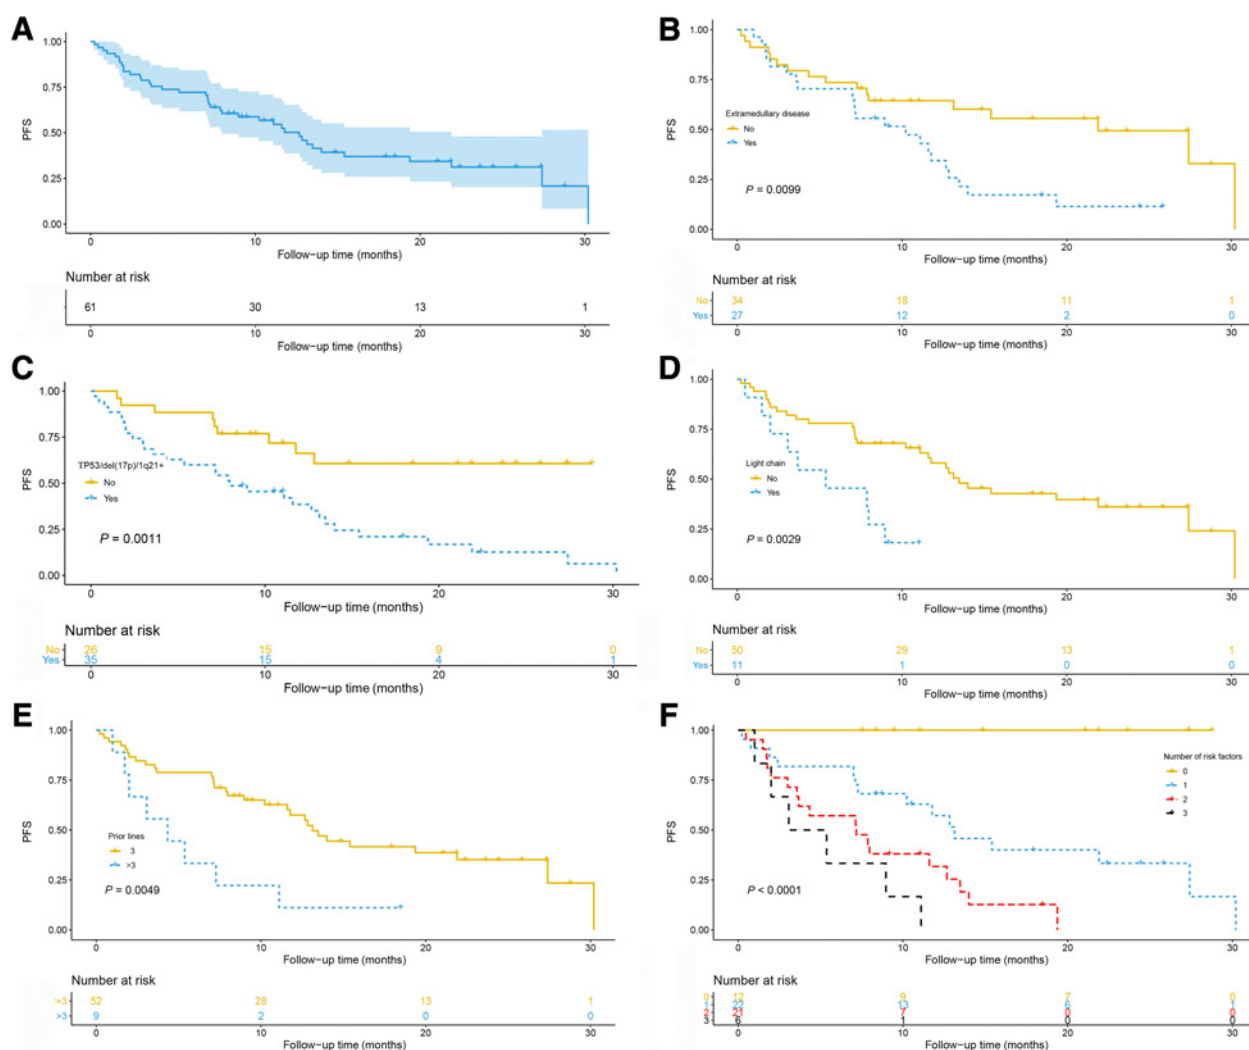 A
1.00
0.75
0.50
0.25
0.00
PFS
0 10 20 30
Follow-up time (months)
Number at risk
61 30 13 1
0 10 20 30
Follow-up time (months)
B
1.00
0.75
0.50
0.25
0.00
PFS
Extramedullary disease
No
Yes
P = 0.0099
0 10 20 30
Follow-up time (months)
Number at risk
No 34 18 11 1
Yes 27 12 2 0
0 10 20 30
Follow-up time (months)
C
1.00
0.75
0.50
0.25
0.00
PFS
TP53/del(17p)/1q21+
No
Yes
P = 0.0011
0 10 20 30
Follow-up time (months)
Number at risk
No 26 15 9 0
Yes 35 15 4 1
0 10 20 30
Follow-up time (months)
D
1.00
0.75
0.50
0.25
0.00
PFS
Light chain
No
Yes
P = 0.0029
0 10 20 30
Follow-up time (months)
Number at risk
No 50 29 13 1
Yes 11 1 0 0
0 10 20 30
Follow-up time (months)
E
1.00
0.75
0.50
0.25
0.00
PFS
Prior lines
3
>3
P = 0.0049
0 10 20 30
Follow-up time (months)
Number at risk
52 28 13 1
>3 9 2 0 0
0 10 20 30
Follow-up time (months)
F
1.00
0.75
0.50
0.25
0.00
PFS
Number of risk factors
0
1
2
3
P < 0.0001
0 10 20 30
Follow-up time (months)
Number at risk
0 12 9 7 0
1 22 13 6 1
2 21 7 0 0
3 6 1 0 0
0 10 20 30
Follow-up time (months)